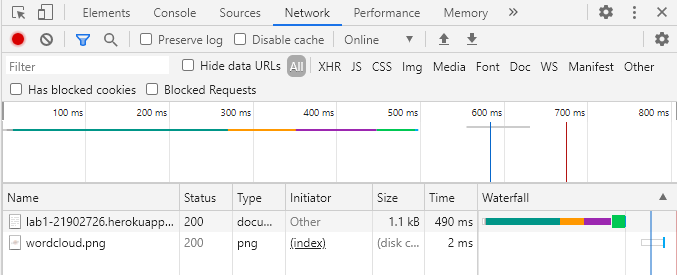 Elements Console Sources Network Performance Memory »
Preserve log Disable cache Online
Filter Hide data URLs All XHR JS CSS Img Media Font Doc WS Manifest Other
Has blocked cookies Blocked Requests
100 ms 200 ms 300 ms 400 ms 500 ms 600 ms 700 ms 800 ms
Name Status Type Initiator Size Time Waterfall
lab1-21902726.herokuapp... 200 docu... Other 1.1 kB 490 ms
wordcloud.png 200 png (index) (disk c... 2 ms